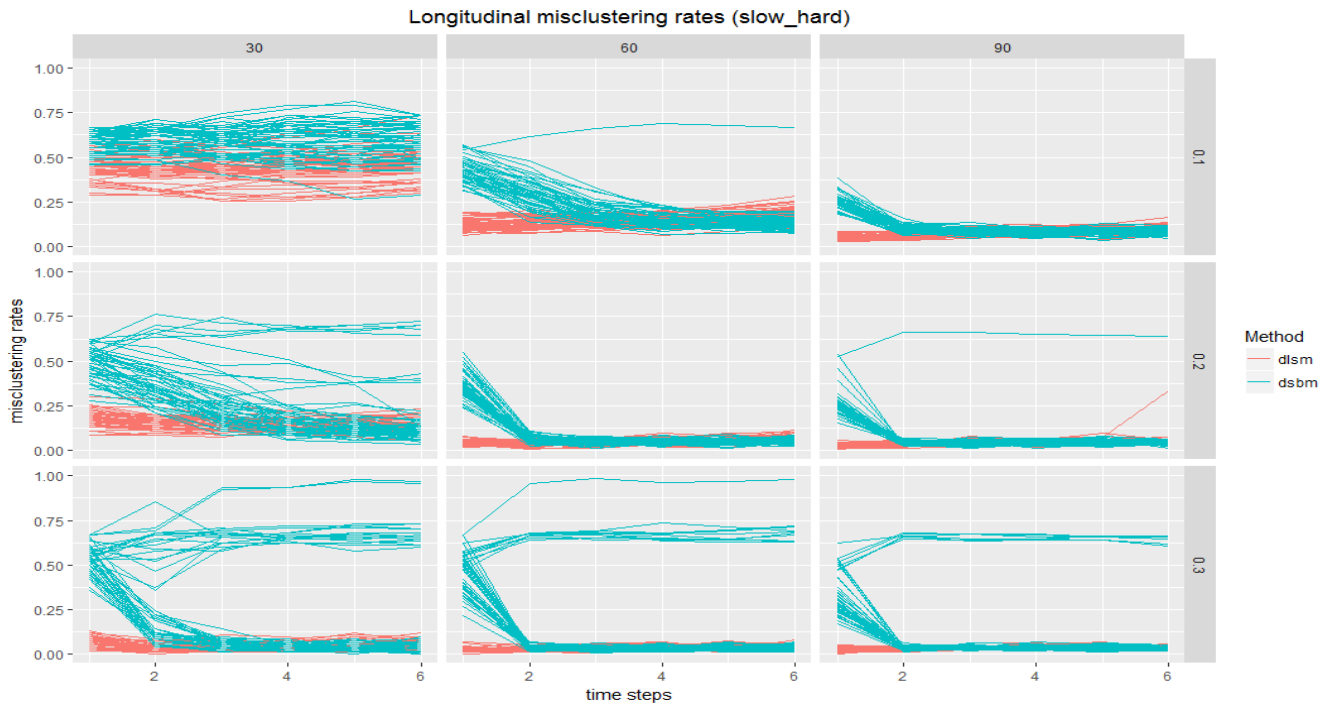 Longitudinal misclustering rates (slow_hard)
30 60 90
1.00
0.75
0.50
0.25
0.00
0.1
1.00
0.75
0.50
0.25
0.00
0.2
1.00
0.75
0.50
0.25
0.00
0.3
misclustering rates
2 4 6 2 4 6 2 4 6
time steps
Method
dlsm
dsbm